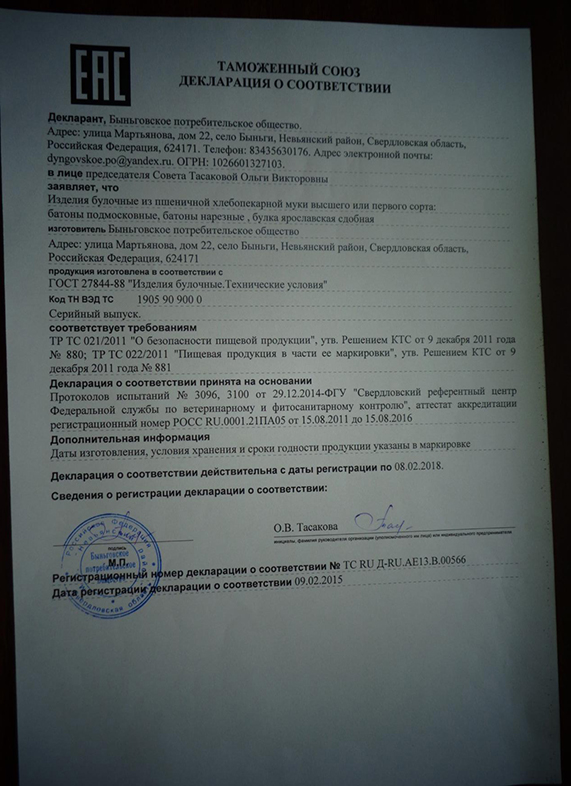 EAC
ТАМОЖЕННЫЙ СОЮЗ
ДЕКЛАРАЦИЯ О СООТВЕТСТВИИ
Декларант, Быньговское потребительское общество.
Адрес: улица Мартьянова, дом 22, село Быньги, Невьянский район, Свердловская область,
Российская Федерация, 624171. Телефон: 83435630176. Адрес электронной почты:
dyngovskoe.po@yandex.ru. ОГРН: 1026601327103.
в лице председателя Совета Тасаковой Ольги Викторовны
заявляет, что
Изделия булочные из пшеничной хлебопекарной муки высшего или первого сорта:
батоны подмосковные, батоны нарезные , булка ярославская сдобная
изготовитель Быньговское потребительское общество
Адрес: улица Мартьянова, дом 22, село Быньги, Невьянский район, Свердловская область,
Российская Федерация, 624171
продукция изготовлена в соответствии с
ГОСТ 27844-88 "Изделия булочные.Технические условия"
Код ТН ВЭД ТС 1905 90 900 0
Серийный выпуск.
соответствует требованиям
ТР ТС 021/2011 "О безопасности пищевой продукции", утв. Решением КТС от 9 декабря 2011 года
№ 880; ТР ТС 022/2011 "Пищевая продукция в части ее маркировки", утв. Решением КТС от 9
декабря 2011 года № 881
Декларация о соответствии принята на основании
Протоколов испытаний № 3096, 3100 от 29.12.2014-ФГУ "Свердловский референтный центр
Федеральной службы по ветеринарному и фитосанитарному контролю", аттестат аккредитации
регистрационный номер РОСС RU.0001.21ПА05 от 15.08.2011 до 15.08.2016
Дополнительная информация
Даты изготовления, условия хранения и сроки годности продукции указаны в маркировке
Декларация о соответствии действительна с даты регистрации по 08.02.2018.
Сведения о регистрации декларации о соответствии:
О.В. Тасакова
инициалы, фамилия руководителя организации (уполномоченного им лица) или индивидуального предпринимателя
подпись
М.П.
Российская Федерация
Невьянский район
Свердловская область
Быньговское
потребительское
общество
Регистрационный номер декларации о соответствии № ТС RU Д-RU.АЕ13.В.00566
Дата регистрации декларации о соответствии 09.02.2015